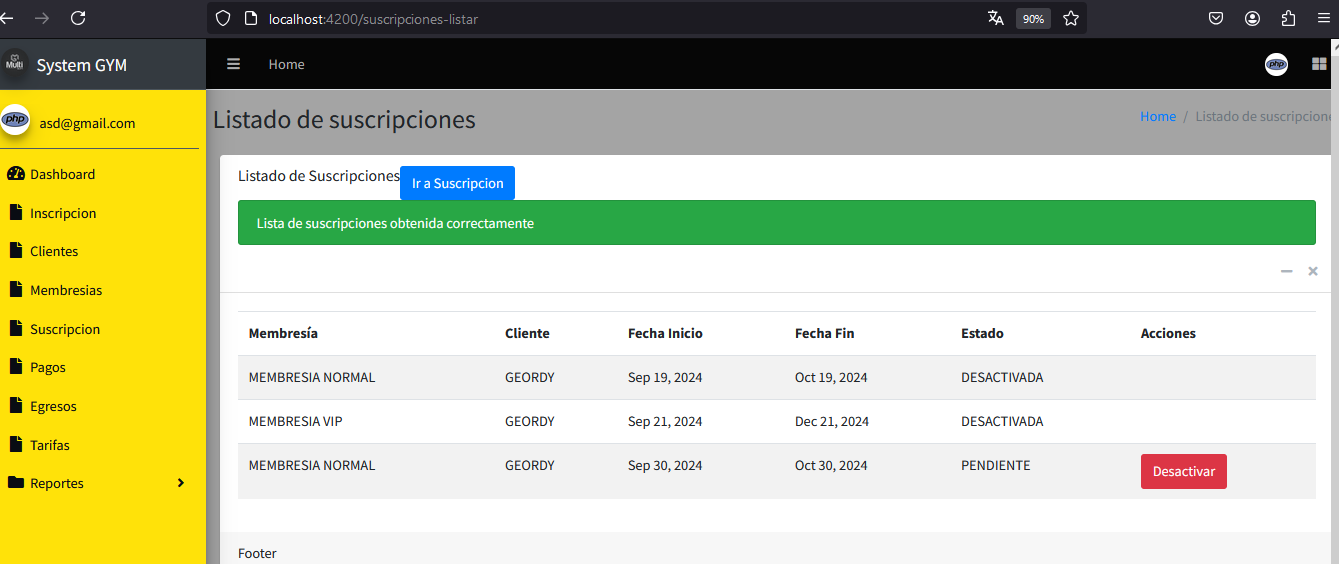 localhost:4200/suscripciones-listar
90%
Multi
System GYM
Home
php
php
asd@gmail.com
Listado de suscripciones
Home / Listado de suscripcione
Dashboard
Inscripcion
Clientes
Membresias
Suscripcion
Pagos
Egresos
Tarifas
Reportes
Listado de Suscripciones
Ir a Suscripcion
Lista de suscripciones obtenida correctamente
Membresía Cliente Fecha Inicio Fecha Fin Estado Acciones
MEMBRESIA NORMAL GEORDY Sep 19, 2024 Oct 19, 2024 DESACTIVADA
MEMBRESIA VIP GEORDY Sep 21, 2024 Dec 21, 2024 DESACTIVADA
MEMBRESIA NORMAL GEORDY Sep 30, 2024 Oct 30, 2024 PENDIENTE Desactivar
Footer